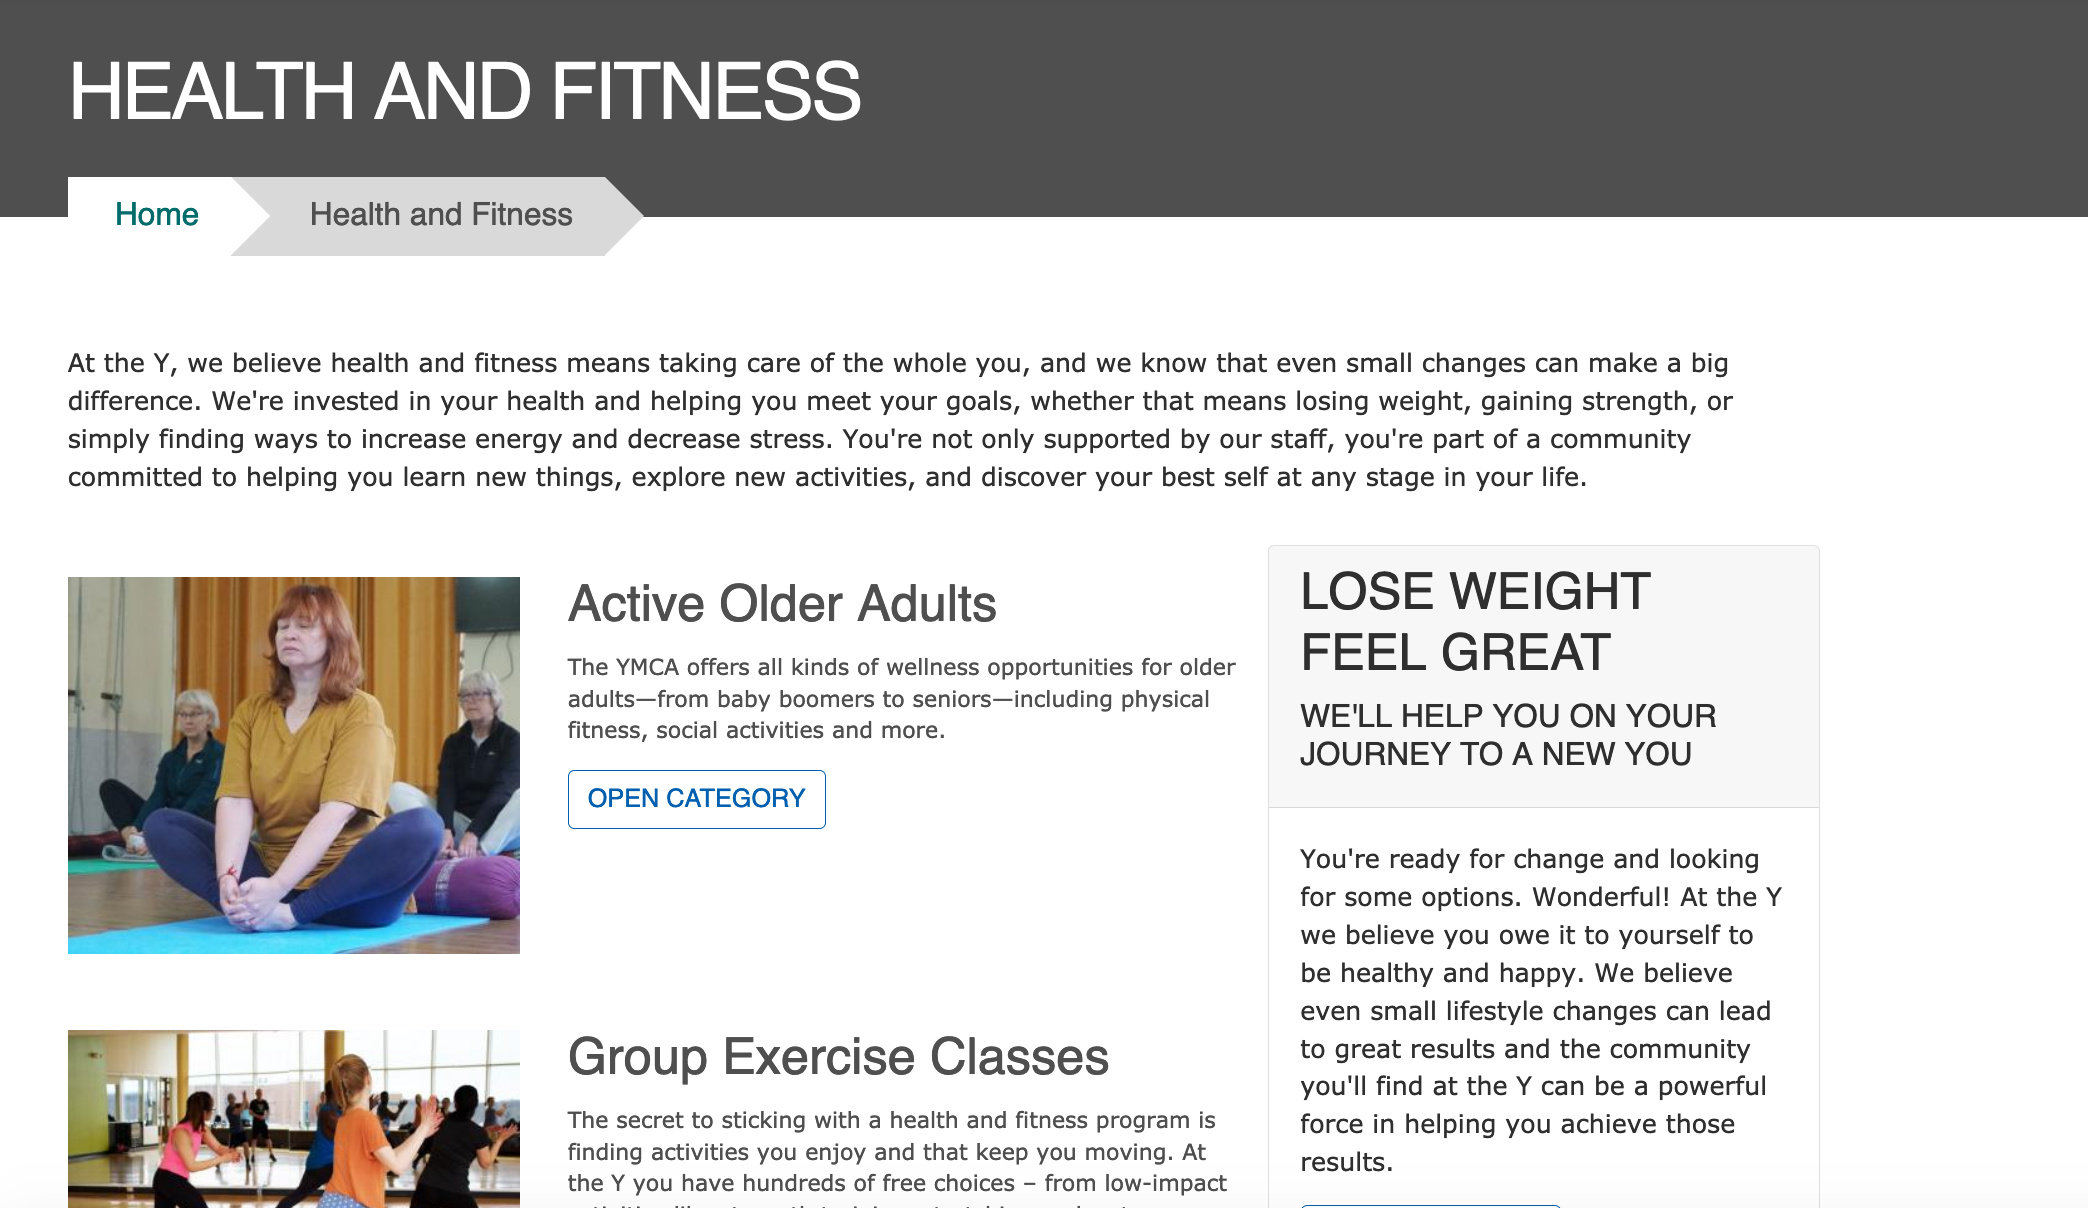 HEALTH AND FITNESS
Home
Health and Fitness
At the Y, we believe health and fitness means taking care of the whole you, and we know that even small changes can make a big
difference. We're invested in your health and helping you meet your goals, whether that means losing weight, gaining strength, or
simply finding ways to increase energy and decrease stress. You're not only supported by our staff, you're part of a community
committed to helping you learn new things, explore new activities, and discover your best self at any stage in your life.
Active Older Adults
The YMCA offers all kinds of wellness opportunities for older
adults—from baby boomers to seniors—including physical
fitness, social activities and more.
OPEN CATEGORY
Group Exercise Classes
The secret to sticking with a health and fitness program is
finding activities you enjoy and that keep you moving. At
the Y you have hundreds of free choices – from low-impact
LOSE WEIGHT
FEEL GREAT
WE'LL HELP YOU ON YOUR
JOURNEY TO A NEW YOU
You're ready for change and looking
for some options. Wonderful! At the Y
we believe you owe it to yourself to
be healthy and happy. We believe
even small lifestyle changes can lead
to great results and the community
you'll find at the Y can be a powerful
force in helping you achieve those
results.